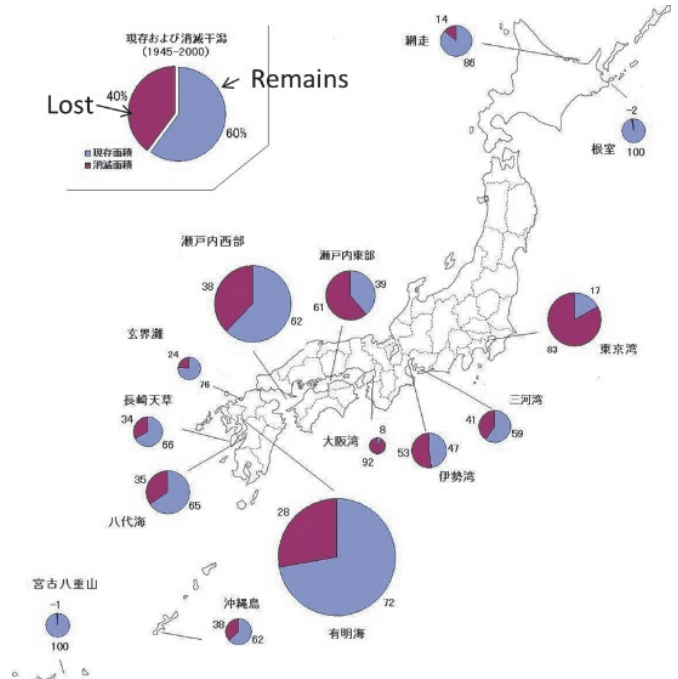 現存および消滅干潟
(1945-2000)
Remains
Lost
40%
60%
現存面積
消滅面積
網走
14
86
-2
根室
100
瀬戸内西部
38
62
瀬戸内東部
39
61
17
83
東京湾
玄界灘
24
76
長崎天草
34
66
大阪湾
8
92
53
47
伊勢湾
三河湾
41
59
35
65
八代海
28
72
有明海
宮古八重山
-1
100
沖縄島
38
62